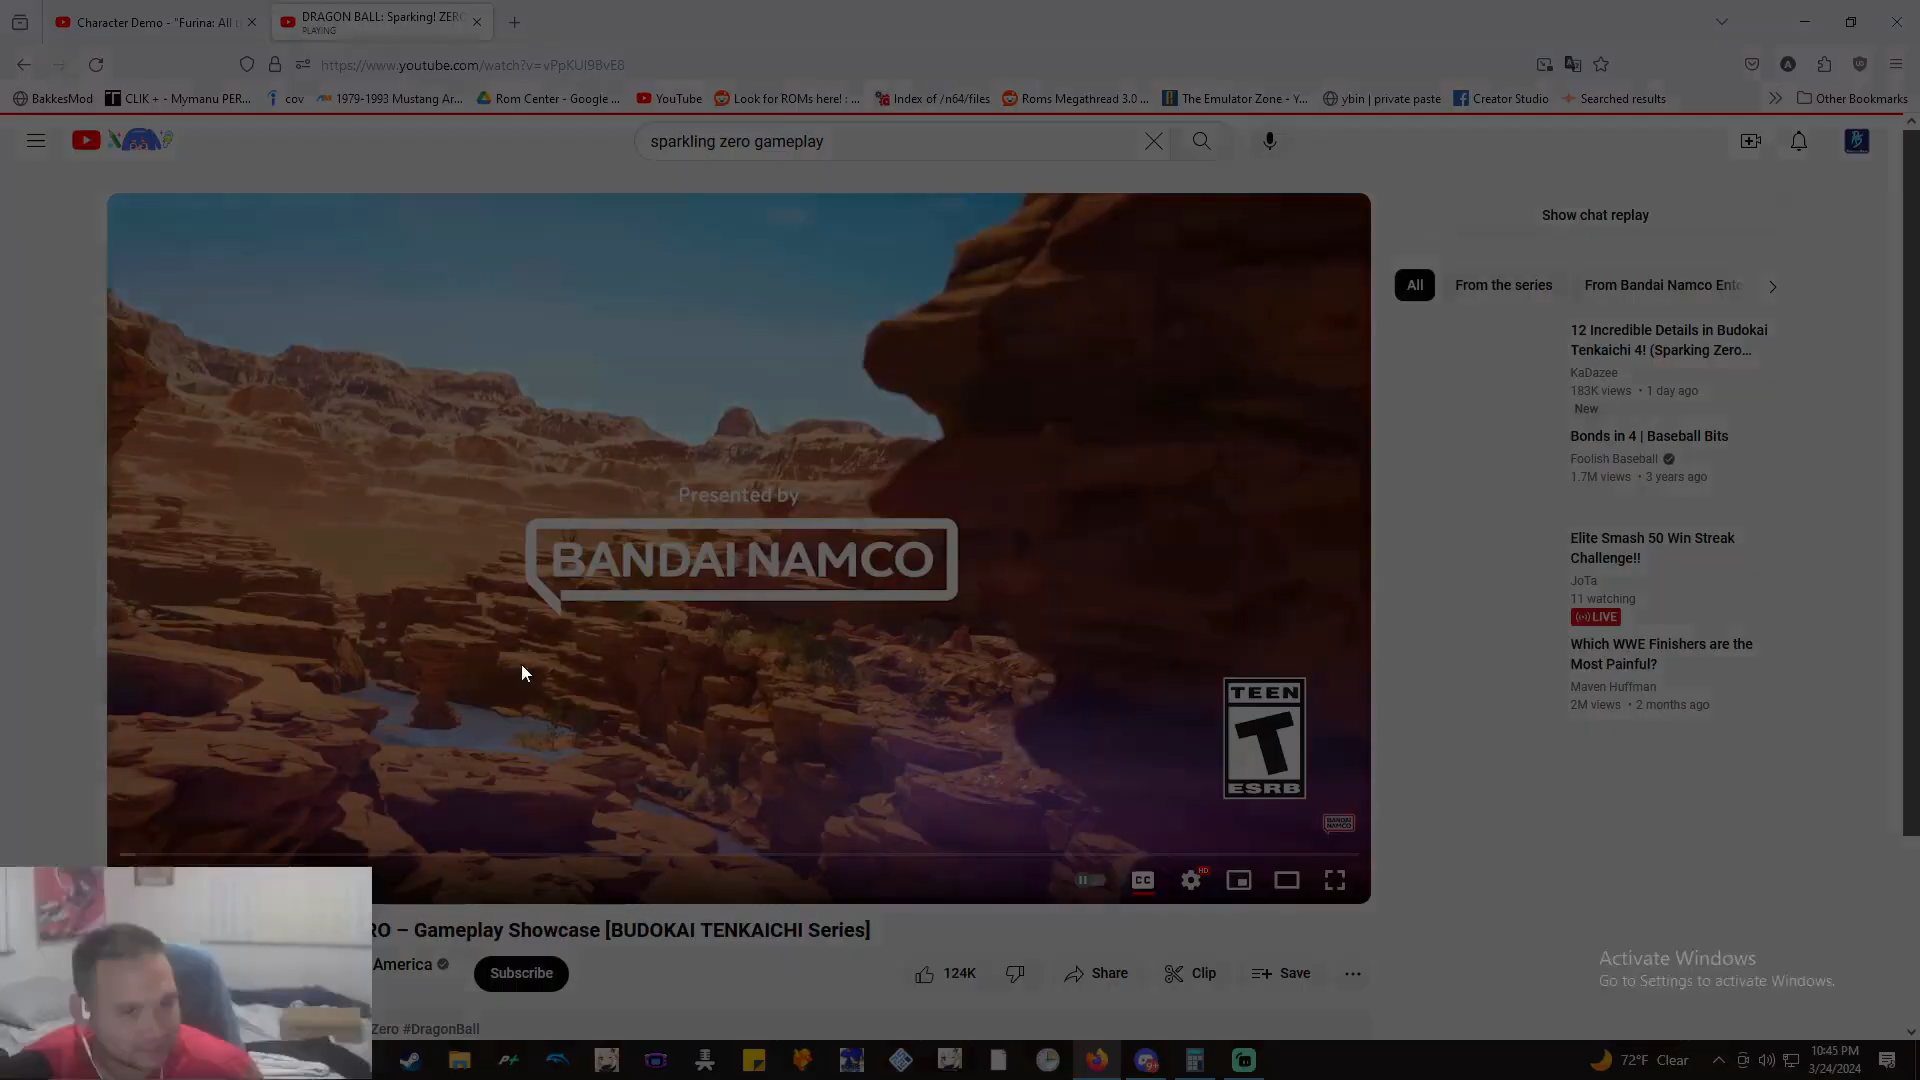 Character Demo - "Furina: All
DRAGON BALL: Sparking! ZERO
PLAYING
https://www.youtube.com/watch?v=vPpKUI9BvE8
BakkesMod
CLIK + - Mymanu PER...
cov
1979-1993 Mustang Ar...
Rom Center - Google ...
YouTube
Look for ROMs here! : ...
Index of /n64/files
Roms Megathread 3.0 ...
The Emulator Zone - Y...
ybin | private paste
Creator Studio
Searched results
Other Bookmarks
sparkling zero gameplay
Show chat replay
All
From the series
From Bandai Namco Ent
12 Incredible Details in Budokai
Tenkaichi 4! (Sparking Zero...
KaDazee
183K views • 1 day ago
New
Bonds in 4 | Baseball Bits
Foolish Baseball
1.7M views • 3 years ago
Elite Smash 50 Win Streak
Challenge!!
JoTa
11 watching
LIVE
Which WWE Finishers are the
Most Painful?
Maven Huffman
2M views • 2 months ago
Presented by
BANDAI NAMCO
TEEN
T
ESRB
BANDAI
NAMCO
CC
HD
RO – Gameplay Showcase [BUDOKAI TENKAICHI Series]
America
Subscribe
124K
Share
Clip
Save
Zero #DragonBall
Activate Windows
Go to Settings to activate Windows.
72°F Clear
10:45 PM
3/24/2024